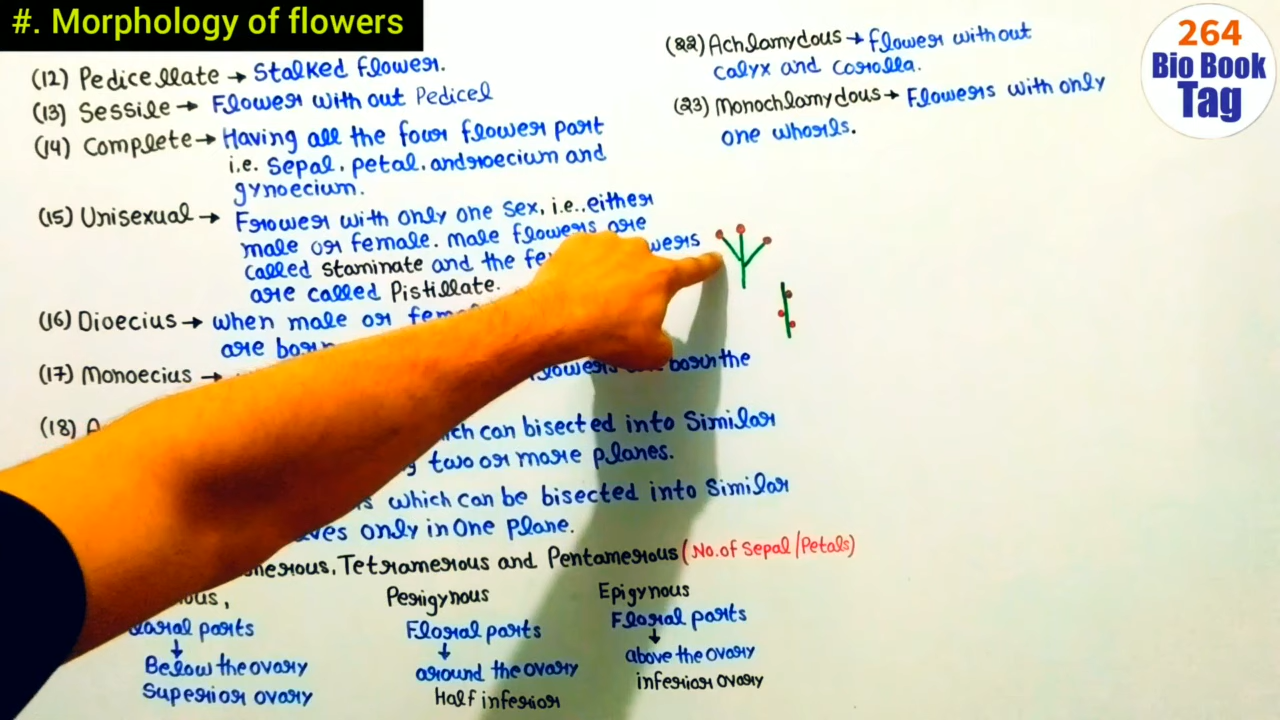 #. Morphology of flowers
264
Bio Book
Tag
(12) Pedicellate → Stalked flower.
(13) Sessile → Flower with out Pedicel
(14) Complete → Having all the four flower part
i.e. Sepal, petal, androecium and
gynoecium.
(15) Unisexual → Frower with only one sex, i.e., either
male or female. male flowers are
called Staminate and the
are called Pistillate.
(16) Dioecius → when male or
are
(17) Monoecius →
flowers born the
(18)
can bisected into Similar
two or more planes.
which can be bisected into Similar
only in One plane.
Tetramerous and Pentamerous (No. of Sepal/Petals)
Perigynous
Epigynous
parts
↓
Below the ovary
Superior ovary
Floral parts
↓
around the ovary
Half inferior
Floral parts
↓
above the ovary
inferior ovary
(22) Achlamydous → flower without
calyx and corolla.
(23) Monochlamydous → Flowers with only
one whorls.